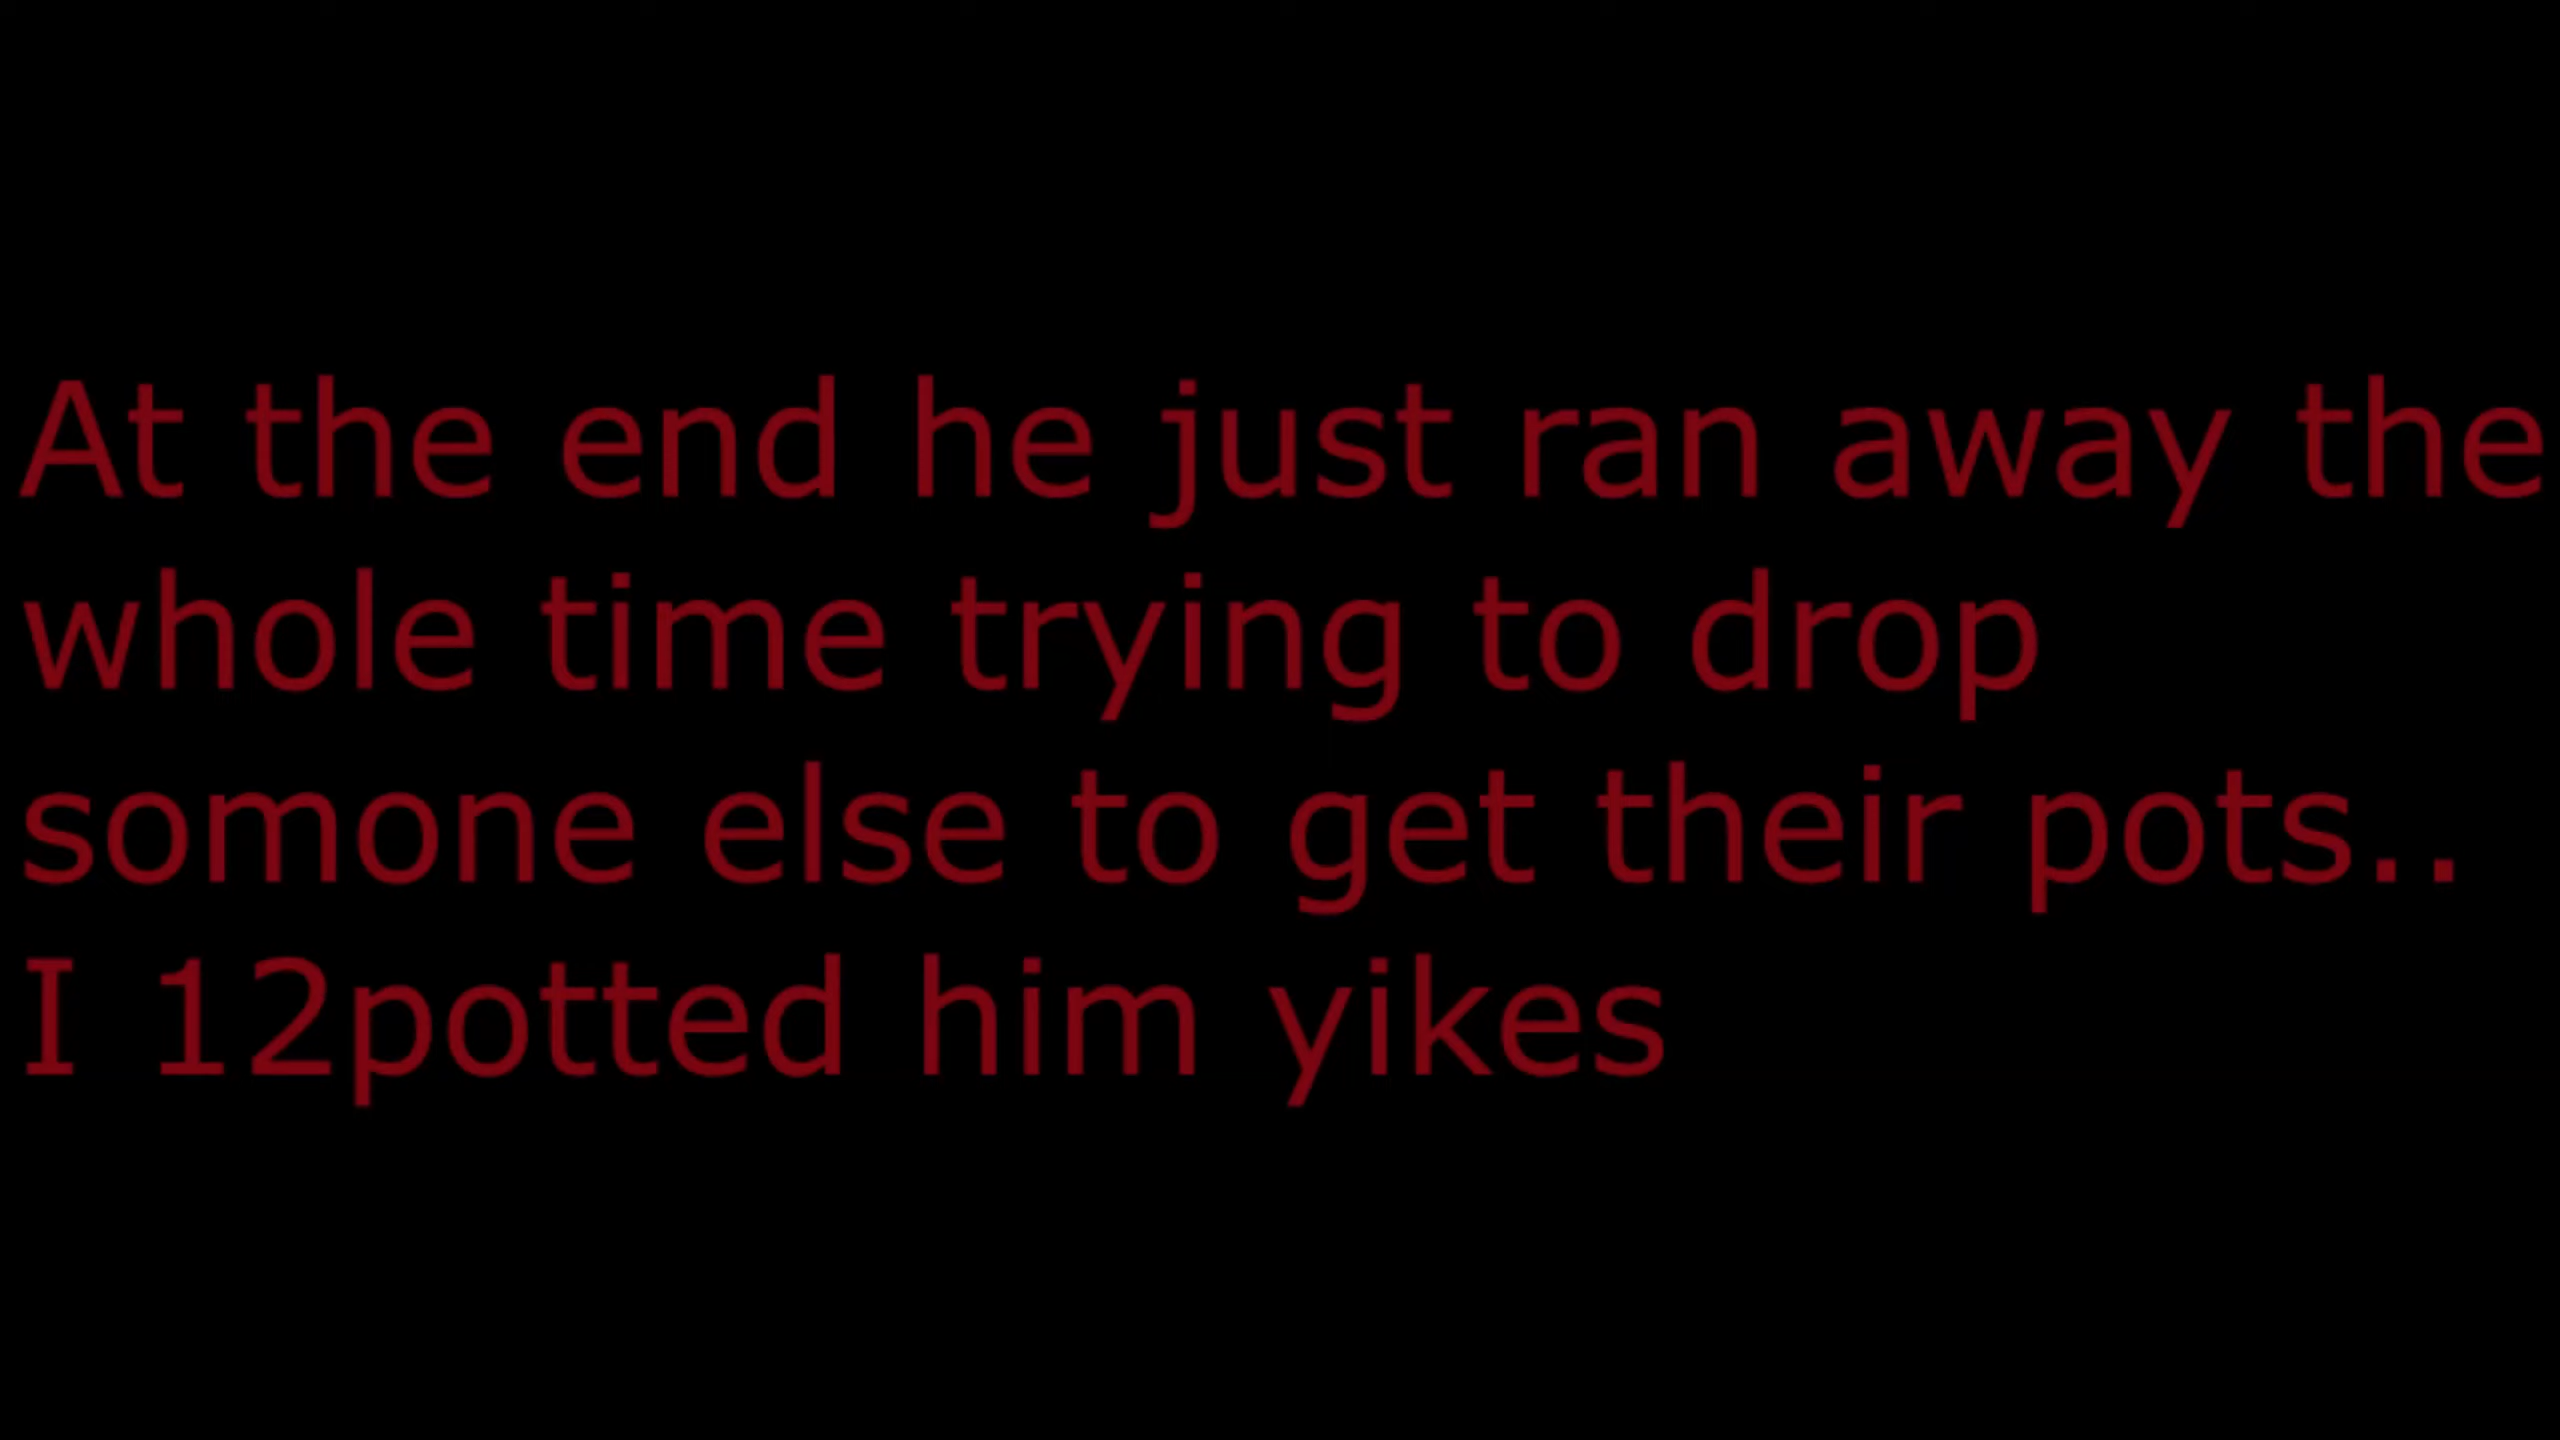 At the end he just ran away the
whole time trying to drop
somone else to get their pots..
I 12potted him yikes